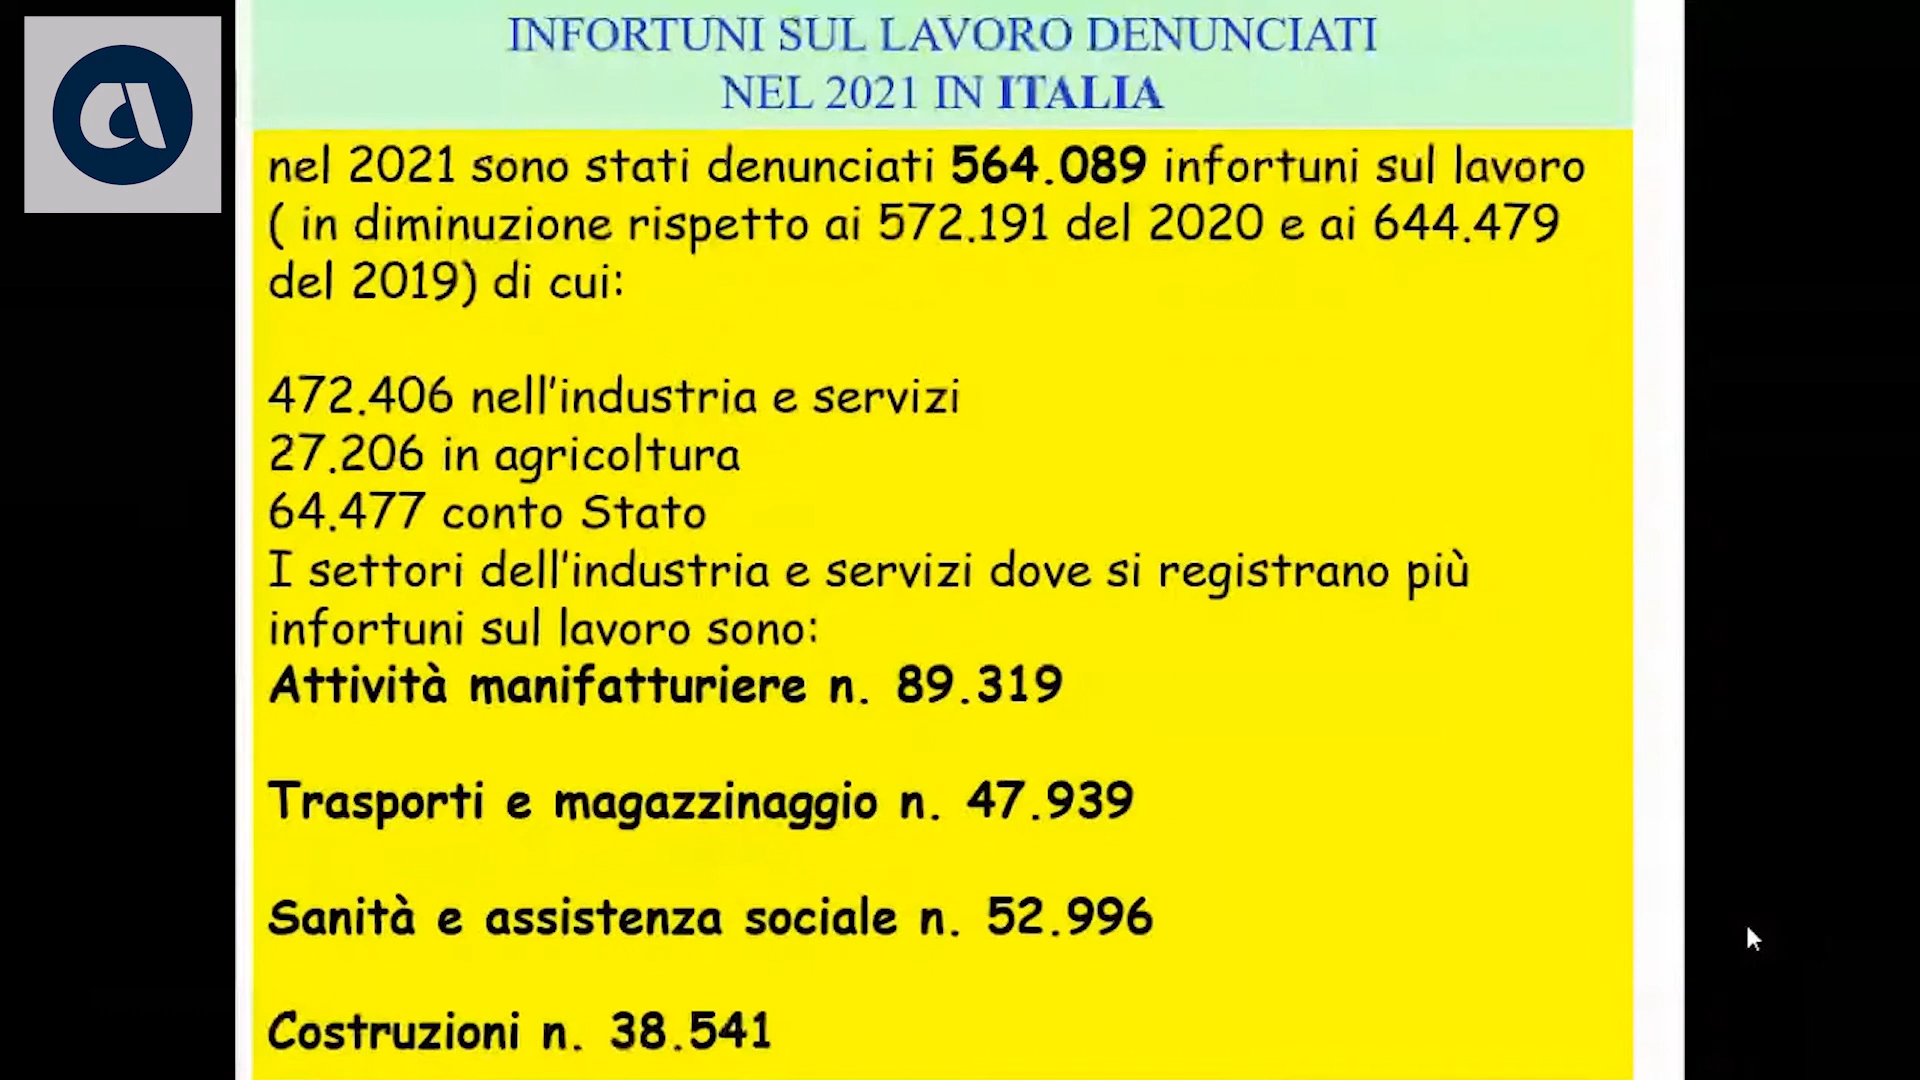 INFORTUNI SUL LAVORO DENUNCIATI
NEL 2021 IN ITALIA
nel 2021 sono stati denunciati 564.089 infortuni sul lavoro
( in diminuzione rispetto ai 572.191 del 2020 e ai 644.479
del 2019) di cui:
472.406 nell'industria e servizi
27.206 in agricoltura
64.477 conto Stato
I settori dell'industria e servizi dove si registrano più
infortuni sul lavoro sono:
Attività manifatturiere n. 89.319
Trasporti e magazzinaggio n. 47.939
Sanità e assistenza sociale n. 52.996
Costruzioni n. 38.541